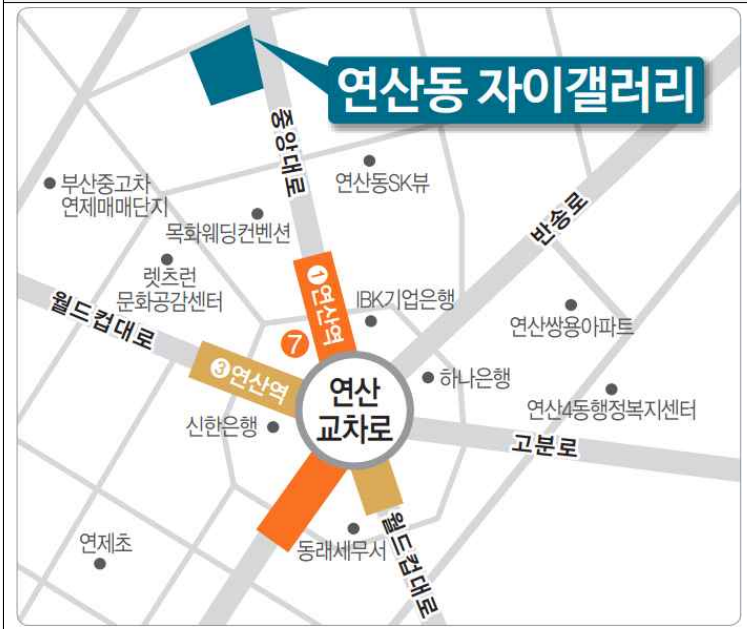 연산동 자이갤러리
중앙대로
연산동SK뷰
부산중고차
연제매매단지
목화웨딩컨벤션
반송로
렛츠런
문화공감센터
월드컵대로
❶연산역
IBK기업은행
연산쌍용아파트
7
❸연산역
연산
교차로
하나은행
연산4동행정복지센터
신한은행
고분로
연제초
동래세무서
월드컵대로